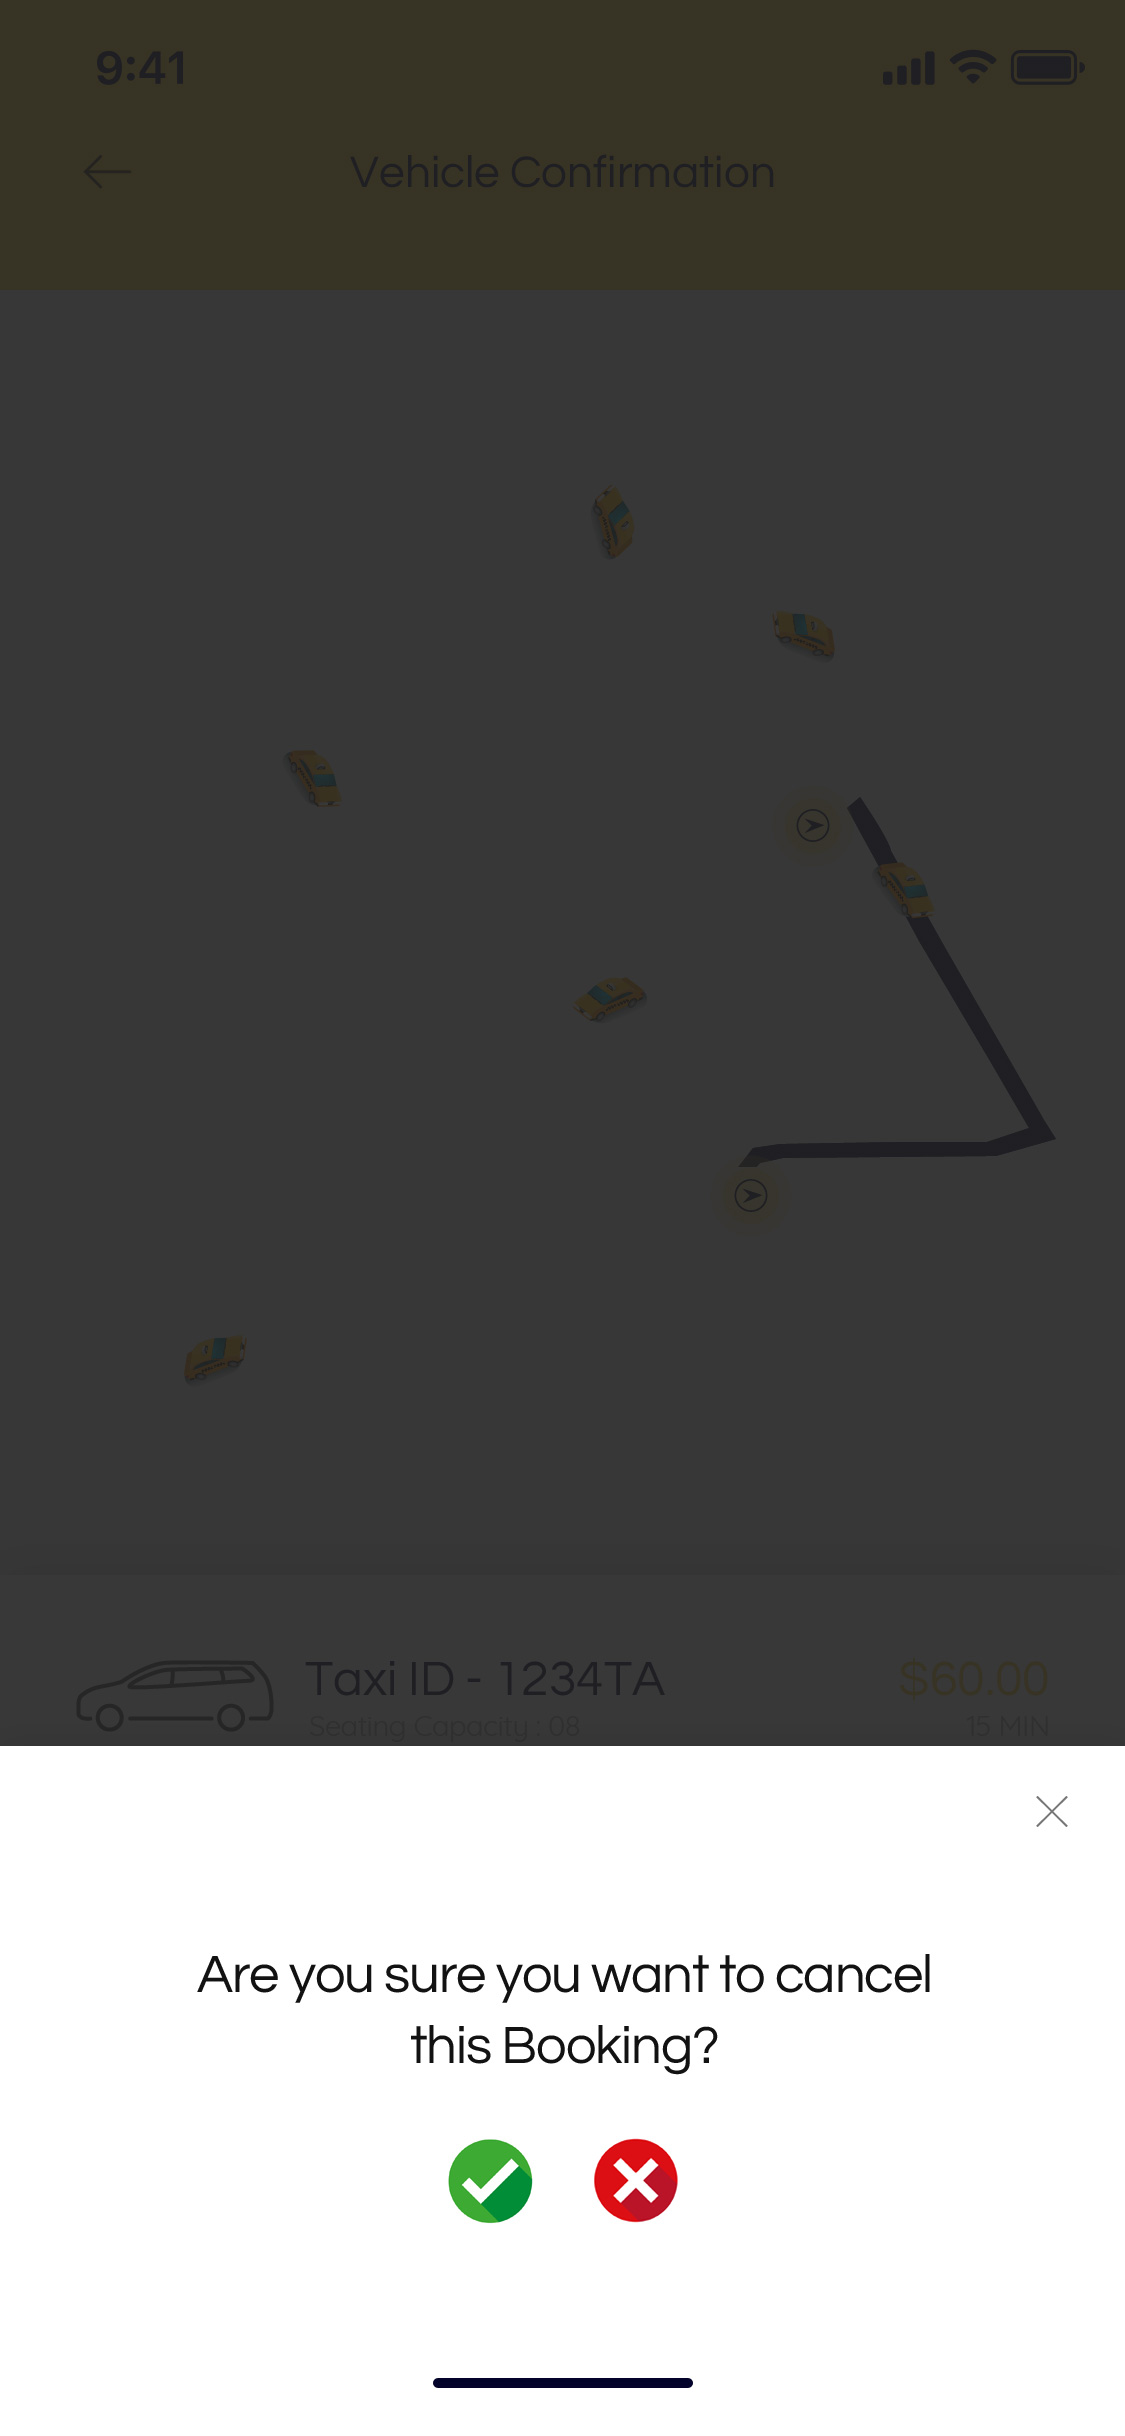 9:41
Vehicle Confirmation
Taxi ID - 1234TA
$60.00
Seating Capacity : 08
15 MIN
Are you sure you want to cancel
this Booking?